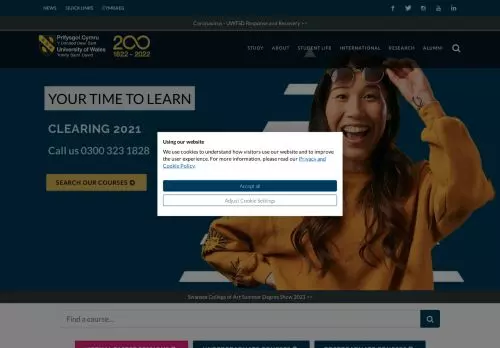 NEWS QUICK LINKS CYMRAEG
Coronavirus - UWTSD Response and Recovery >>
Prifysgol Cymru
Y Drindod Dewi Sant
University of Wales
Trinity Saint David
200
1822 - 2022
STUDY ABOUT STUDENT LIFE INTERNATIONAL RESEARCH ALUMNI
YOUR TIME TO LEARN
CLEARING 2021
Call us 0300 323 1828
SEARCH OUR COURSES
Using our website
We use cookies to understand how visitors use our website and to improve
the user experience. For more information, please read our Privacy and
Cookie Policy.
Accept all
Adjust Cookie Settings
Swansea College of Art Summer Degree Show 2021 >>
Find a course...